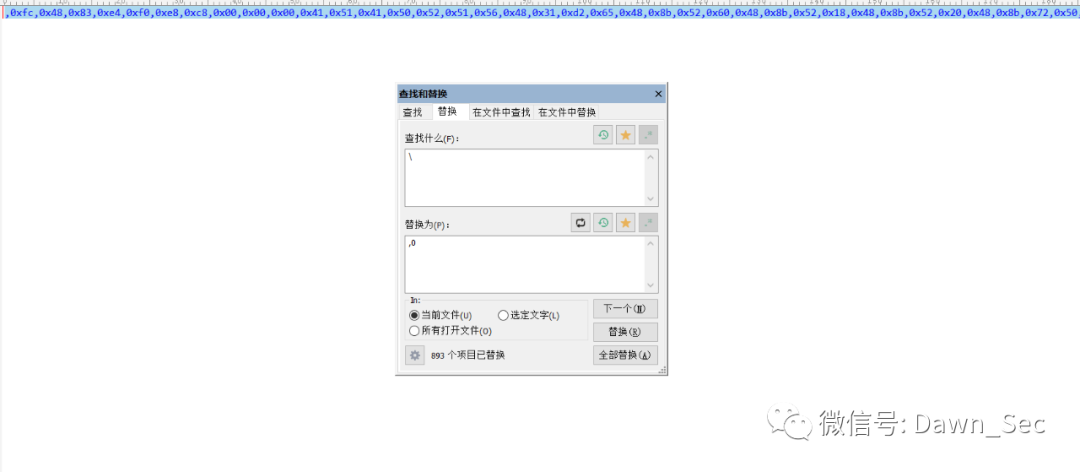 ,0xfc,0x48,0x83,0xe4,0xf0,0xe8,0xc8,0x00,0x00,0x00,0x41,0x51,0x41,0x50,0x52,0x51,0x56,0x48,0x31,0xd2,0x65,0x48,0x8b,0x52,0x60,0x48,0x8b,0x52,0x18,0x48,0x8b,0x52,0x20,0x48,0x8b,0x72,0x50,
查找和替换
查找 替换 在文件中查找 在文件中替换
查找什么(F):
\
替换为(P):
,0
In:
当前文件(U) 选定文字(L)
所有打开文件(O)
下一个(N)
替换(R)
893 个项目已替换
全部替换(A)
微信号: Dawn_Sec